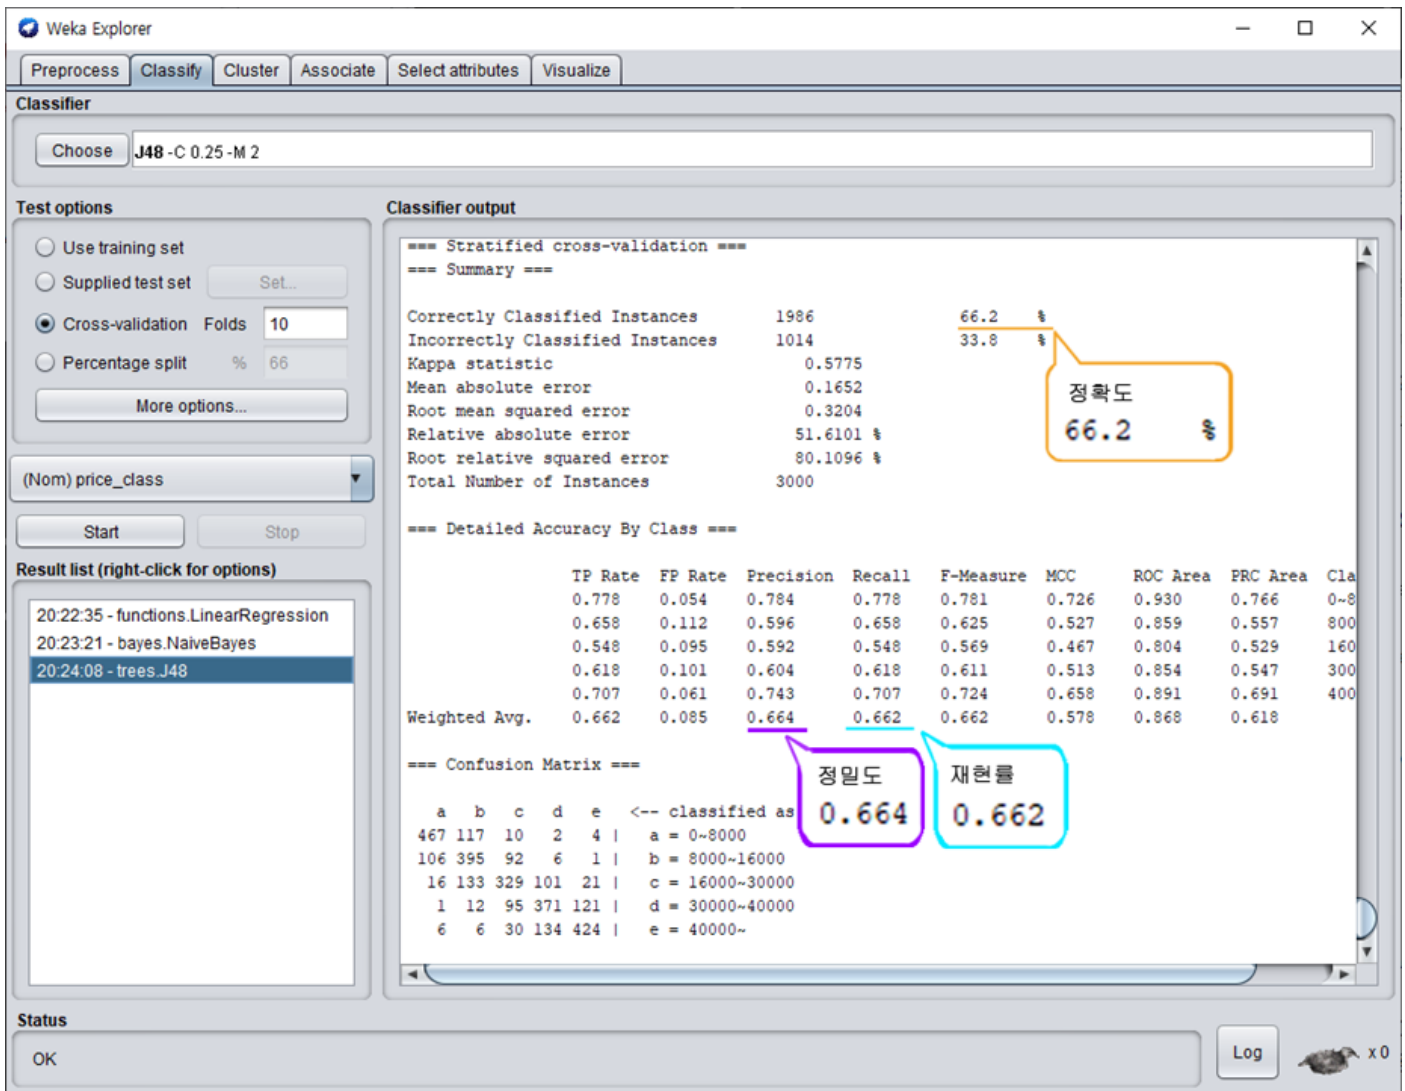 Weka Explorer
Preprocess Classify Cluster Associate Select attributes Visualize
Classifier
Choose J48 -C 0.25 -M 2
Test options
Use training set
Supplied test set Set...
Cross-validation Folds 10
Percentage split % 66
More options...
(Nom) price_class
Start Stop
Result list (right-click for options)
20:22:35 - functions.LinearRegression
20:23:21 - bayes.NaiveBayes
20:24:08 - trees.J48
Classifier output
=== Stratified cross-validation ===
=== Summary ===
Correctly Classified Instances 1986 66.2 %
Incorrectly Classified Instances 1014 33.8 %
Kappa statistic 0.5775
Mean absolute error 0.1652
Root mean squared error 0.3204
Relative absolute error 51.6101 %
Root relative squared error 80.1096 %
Total Number of Instances 3000
정확도
66.2 %
=== Detailed Accuracy By Class ===
TP Rate FP Rate Precision Recall F-Measure MCC ROC Area PRC Area Cla
0.778 0.054 0.784 0.778 0.781 0.726 0.930 0.766 0~8
0.658 0.112 0.596 0.658 0.625 0.527 0.859 0.557 800
0.548 0.095 0.592 0.548 0.569 0.467 0.804 0.529 160
0.618 0.101 0.604 0.618 0.611 0.513 0.854 0.547 300
0.707 0.061 0.743 0.707 0.724 0.658 0.891 0.691 400
Weighted Avg. 0.662 0.085 0.664 0.662 0.662 0.578 0.868 0.618
정밀도
0.664
재현률
0.662
=== Confusion Matrix ===
a b c d e <-- classified as
467 117 10 2 4 | a = 0~8000
106 395 92 6 1 | b = 8000~16000
16 133 329 101 21 | c = 16000~30000
1 12 95 371 121 | d = 30000~40000
6 6 30 134 424 | e = 40000~
Status
OK
Log
x 0